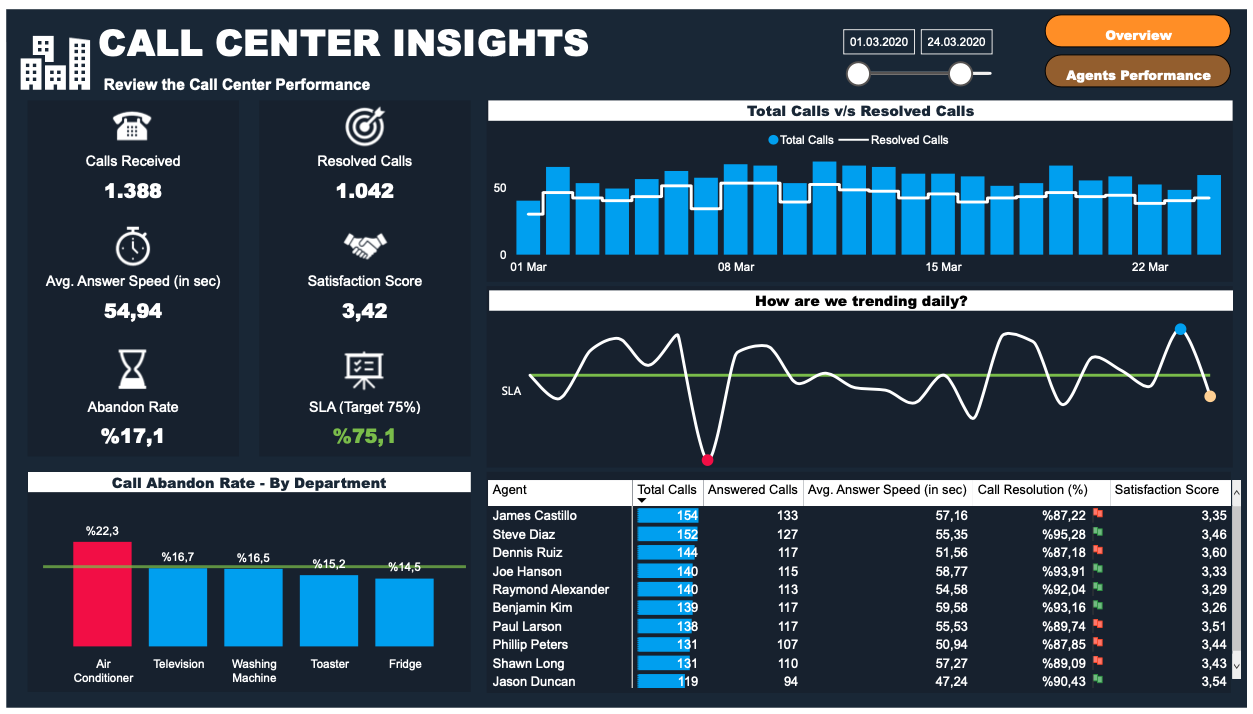 CALL CENTER INSIGHTS
Review the Call Center Performance
01.03.2020 24.03.2020
Overview
Agents Performance
Calls Received
1.388
Resolved Calls
1.042
Avg. Answer Speed (in sec)
54,94
Satisfaction Score
3,42
Abandon Rate
%17,1
SLA (Target 75%)
%75,1
Total Calls v/s Resolved Calls
Total Calls Resolved Calls
50
0
01 Mar 08 Mar 15 Mar 22 Mar
How are we trending daily?
SLA
Call Abandon Rate - By Department
%22,3 %16,7 %16,5 %15,2 %14,5
Air Conditioner Television Washing Machine Toaster Fridge
Agent Total Calls Answered Calls Avg. Answer Speed (in sec) Call Resolution (%) Satisfaction Score
James Castillo 154 133 57,16 %87,22 3,35
Steve Diaz 152 127 55,35 %95,28 3,46
Dennis Ruiz 144 117 51,56 %87,18 3,60
Joe Hanson 140 115 58,77 %93,91 3,33
Raymond Alexander 140 113 54,58 %92,04 3,29
Benjamin Kim 139 117 59,58 %93,16 3,26
Paul Larson 138 117 55,53 %89,74 3,51
Phillip Peters 131 107 50,94 %87,85 3,44
Shawn Long 131 110 57,27 %89,09 3,43
Jason Duncan 119 94 47,24 %90,43 3,54